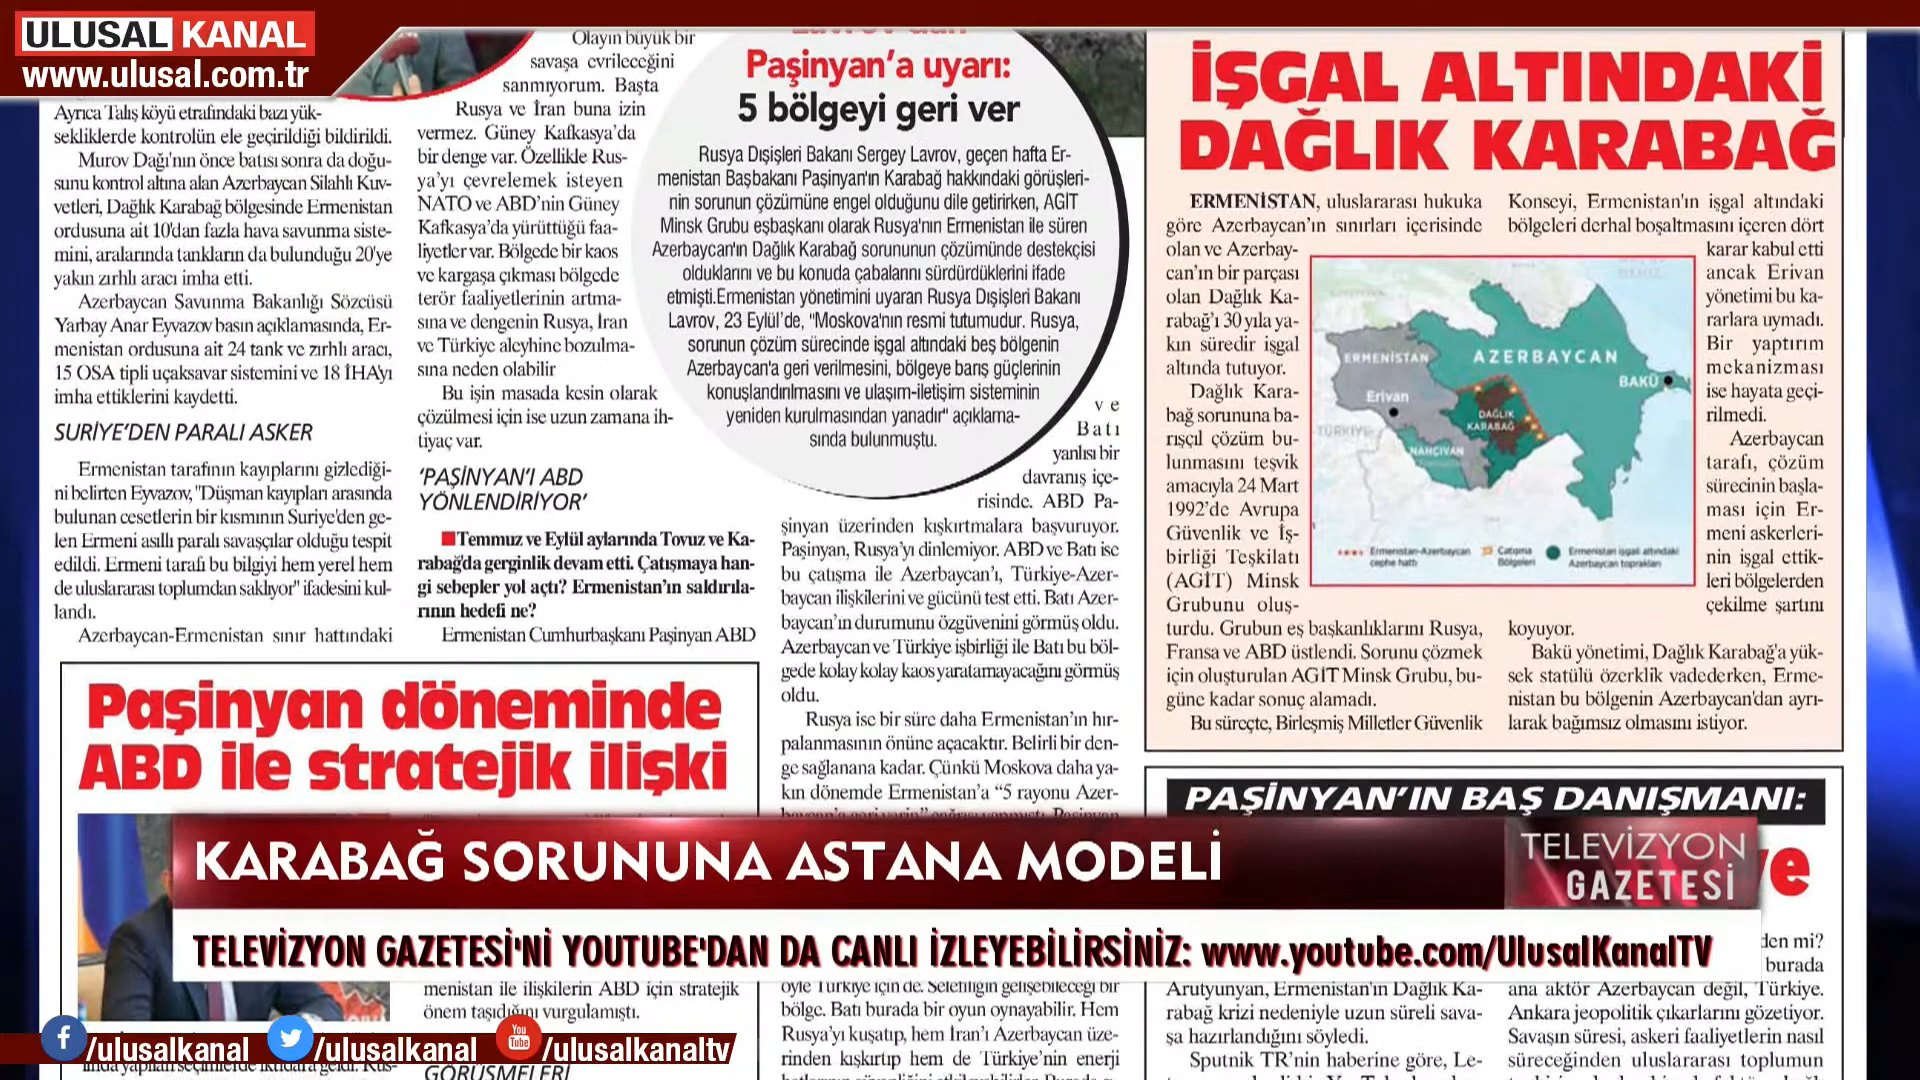 ULUSAL KANAL
www.ulusal.com.tr
Ayrıca Talış köyü etrafındaki bazı yük-
sekliklerde kontrolün ele geçirildiği bildirildi.
Murov Dağı'nın önce batısı sonra da doğu-
sunu kontrol altına alan Azerbaycan Silahlı Kuv-
vetleri, Dağlık Karabağ bölgesinde Ermenistan
ordusuna ait 10'dan fazla hava savunma siste-
mini, aralarında tankların da bulunduğu 20'ye
yakın zırhlı aracı imha etti.
Azerbaycan Savunma Bakanlığı Sözcüsü
Yarbay Anar Eyvazov basın açıklamasında, Er-
menistan ordusuna ait 24 tank ve zırhlı aracı,
15 OSA tipli uçaksavar sistemini ve 18 İHA'yı
imha ettiklerini kaydetti.
SURİYE'DEN PARALI ASKER
Ermenistan tarafının kayıplarını gizlediği-
ni belirten Eyvazov, "Düşman kayıpları arasında
bulunan cesetlerin bir kısmının Suriye'den ge-
len Ermeni asıllı paralı savaşçılar olduğu tespit
edildi. Ermeni tarafı bu bilgiyi hem yerel hem
de uluslararası toplumdan saklıyor" ifadesini kul-
landı.
Azerbaycan-Ermenistan sınır hattındaki
Olayın büyük bir
savaşa evrileceğini
sanmıyorum. Başta
Rusya ve İran buna izin
vermez. Güney Kafkasya'da
bir denge var. Özellikle Rus-
ya'yı çevrelemek isteyen
NATO ve ABD'nin Güney
Kafkasya'da yürüttüğü faa-
liyetler var. Bölgede bir kaos
ve kargaşa çıkması bölgede
terör faaliyetlerinin artma-
sına ve dengenin Rusya, İran
ve Türkiye aleyhine bozulma-
sına neden olabilir
Bu işin masada kesin olarak
çözülmesi için ise uzun zamana ih-
tiyaç var.
'PAŞİNYAN'I ABD
YÖNLENDİRİYOR'
Temmuz ve Eylül aylarında Tovuz ve Ka-
rabağ'da gerginlik devam etti. Çatışmaya han-
gi sebepler yol açtı? Ermenistan'ın saldırıla-
rının hedefi ne?
Ermenistan Cumhurbaşkanı Paşinyan ABD
Lavrov'dan
Paşinyan'a uyarı:
5 bölgeyi geri ver
Rusya Dışişleri Bakanı Sergey Lavrov, geçen hafta Er-
menistan Başbakanı Paşinyan'ın Karabağ hakkındaki görüşleri-
nin sorunun çözümüne engel olduğunu dile getirirken, AGİT
Minsk Grubu eşbaşkanı olarak Rusya'nın Ermenistan ile süren
Azerbaycan'ın Dağlık Karabağ sorununun çözümünde destekçisi
olduklarını ve bu konuda çabalarını sürdürdüklerini ifade
etmişti.Ermenistan yönetimini uyaran Rusya Dışişleri Bakanı
Lavrov, 23 Eylül'de, "Moskova'nın resmi tutumudur. Rusya,
sorunun çözüm sürecinde işgal altındaki beş bölgenin
Azerbaycan'a geri verilmesini, bölgeye barış güçlerinin
konuşlandırılmasını ve ulaşım-iletişim sisteminin
yeniden kurulmasından yanadır" açıklama-
sında bulunmuştu.
ve
Batı
yanlısı bir
davranış içe-
risinde. ABD Pa-
şinyan üzerinden kışkırtmalara başvuruyor.
Paşinyan, Rusya'yı dinlemiyor. ABD ve Batı ise
bu çatışma ile Azerbaycan'ı, Türkiye-Azer-
baycan ilişkilerini ve gücünü test etti. Batı Azer-
baycan'ın durumunu özgüvenini görmüş oldu.
Azerbaycan ve Türkiye işbirliği ile Batı bu böl-
gede kolay kolay kaos yaratamayacağını görmüş
oldu.
Rusya ise bir süre daha Ermenistan'ın hır-
palanmasının önüne açacaktır. Belirli bir den-
ge sağlanana kadar. Çünkü Moskova daha ya-
kın dönemde Ermenistan'a "5 rayonu Azer-
baycan'a geri verin" çağrısı yapmıştı. Paşinyan
öyle Türkiye için de. Selefiliğin gelişebileceği bir
bölge. Batı burada bir oyun oynayabilir. Hem
Rusya'yı kuşatıp, hem İran'ı Azerbaycan üze-
rinden kışkırtıp hem de Türkiye'nin enerji
İŞGAL ALTINDAKİ
DAĞLIK KARABAĞ
ERMENİSTAN, uluslararası hukuka
göre Azerbaycan'ın sınırları içerisinde
olan ve Azerbay-
can'ın bir parçası
olan Dağlık Ka-
rabağ'ı 30 yıla ya-
kın süredir işgal
altında tutuyor.
Dağlık Kara-
bağ sorununa ba-
rışçıl çözüm bu-
lunmasını teşvik
amacıyla 24 Mart
1992'de Avrupa
Güvenlik ve İş-
birliği Teşkilatı
(AGİT) Minsk
Grubunu oluş-
turdu. Grubun eş başkanlıklarını Rusya,
Fransa ve ABD üstlendi. Sorunu çözmek
için oluşturulan AGİT Minsk Grubu, bu-
güne kadar sonuç alamadı.
Bu süreçte, Birleşmiş Milletler Güvenlik
Konseyi, Ermenistan'ın işgal altındaki
bölgeleri derhal boşaltmasını içeren dört
karar kabul etti
ancak Erivan
yönetimi bu ka-
rarlara uymadı.
Bir yaptırım
mekanizması
ise hayata geçi-
rilmedi.
Azerbaycan
tarafı, çözüm
sürecinin başla-
ması için Er-
meni askerleri-
nin işgal ettik-
leri bölgelerden
çekilme şartını
koyuyor.
Bakü yönetimi, Dağlık Karabağ'a yük-
sek statülü özerklik vadederken, Erme-
nistan bu bölgenin Azerbaycan'dan ayrı-
larak bağımsız olmasını istiyor.
ERMENİSTAN
AZERBAYCAN
BAKÜ
Erivan
DAĞLIK
KARABAĞ
TÜRKİYE
NAHÇIVAN
Ermenistan-Azerbaycan
cephe hattı
Çatışma
Bölgeleri
Ermenistan işgali altındaki
Azerbaycan toprakları
Paşinyan döneminde
ABD ile stratejik ilişki
menistan ile ilişkilerin ABD için stratejik
önem taşıdığını vurgulamıştı.
GÖRÜŞMELERİ
PAŞİNYAN'IN BAŞ DANIŞMANI:
ye
Arutyunyan, Ermenistan'ın Dağlık Ka-
rabağ krizi nedeniyle uzun süreli sava-
şa hazırlandığını söyledi.
Sputnik TR'nin haberine göre, Le-
den mi?
burada
ana aktör Azerbaycan değil, Türkiye.
Ankara jeopolitik çıkarlarını gözetiyor.
Savaşın süresi, askeri faaliyetlerin nasıl
süreceğinden uluslararası toplumun
KARABAĞ SORUNUNA ASTANA MODELİ
TELEVİZYON
GAZETESİ
TELEVİZYON GAZETESİ'Nİ YOUTUBE'DAN DA CANLI İZLEYEBİLİRSİNİZ: www.youtube.com/UlusalKanalTV
/ulusalkanal
/ulusalkanal
You
Tube
/ulusalkanaltv